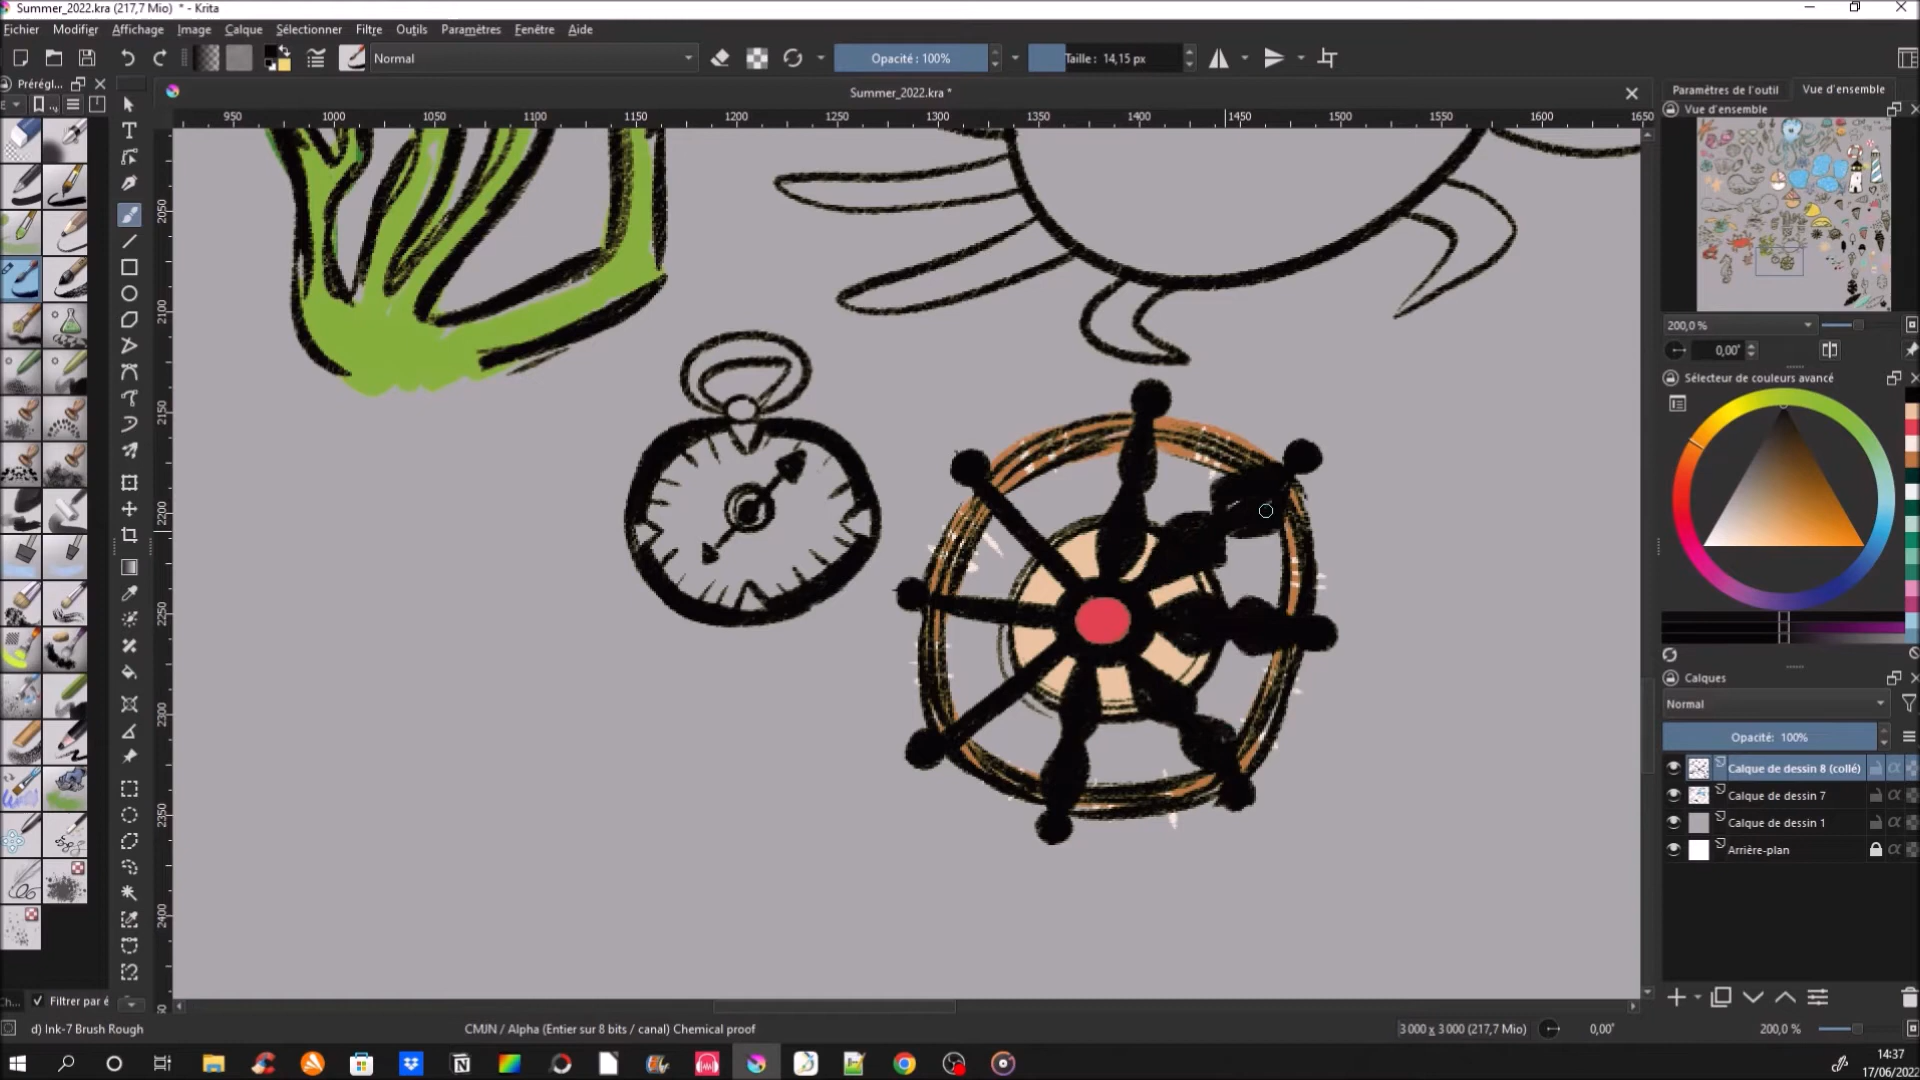 Summer_2022.kra (217,7 Mio) * - Krita
Fichier Modifier Affichage Image Calque Sélectionner Filtre Outils Paramètres Fenêtre Aide
Normal
Opacité : 100%
Taille : 14,15 px
Prérégl...
Summer_2022.kra *
Paramètres de l'outil
Vue d'ensemble
Vue d'ensemble
950 1000 1050 1100 1150 1200 1250 1300 1350 1400 1450 1500 1550 1600 1650
2050
2100
2150
2200
2250
2300
2350
2400
200,0 %
0,00°
Sélecteur de couleurs avancé
Calques
Normal
Opacité: 100%
Calque de dessin 8 (collé)
Calque de dessin 7
Calque de dessin 1
Arrière-plan
Ch...
Filtrer par é
d) Ink-7 Brush Rough
CMJN / Alpha (Entier sur 8 bits / canal) Chemical proof
3 000 x 3 000 (217,7 Mio)
0,00°
200,0 %
14:37
17/06/2022